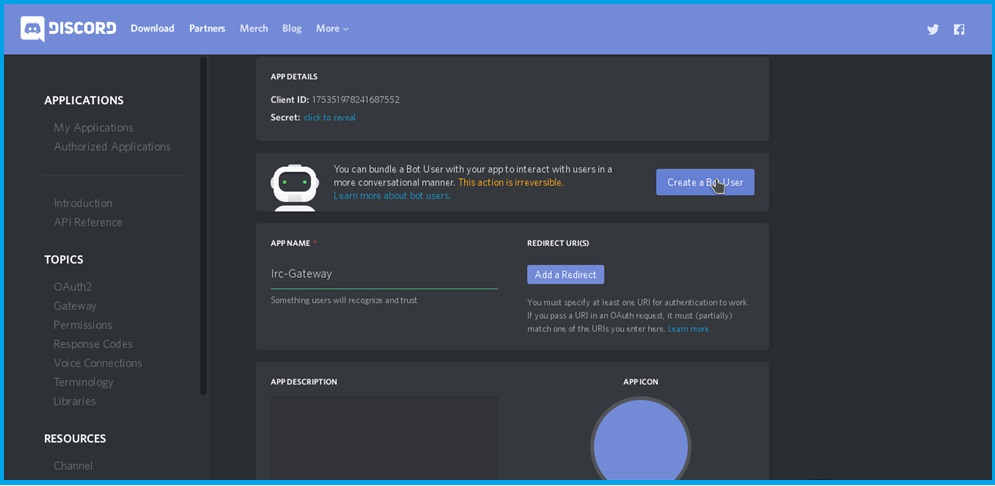 DISCORD Download Partners Merch Blog More
APPLICATIONS
My Applications
Authorized Applications
Introduction
API Reference
TOPICS
OAuth2
Gateway
Permissions
Response Codes
Voice Connections
Terminology
Libraries
RESOURCES
Channel
APP DETAILS
Client ID: 175351978241687552
Secret: click to reveal
You can bundle a Bot User with your app to interact with users in a
more conversational manner. This action is irreversible.
Learn more about bot users.
Create a Bot User
APP NAME *
Irc-Gateway
Something users will recognize and trust
REDIRECT URI(S)
Add a Redirect
You must specify at least one URI for authentication to work.
If you pass a URI in an OAuth request, it must (partially)
match one of the URIs you enter here. Learn more
APP DESCRIPTION
APP ICON